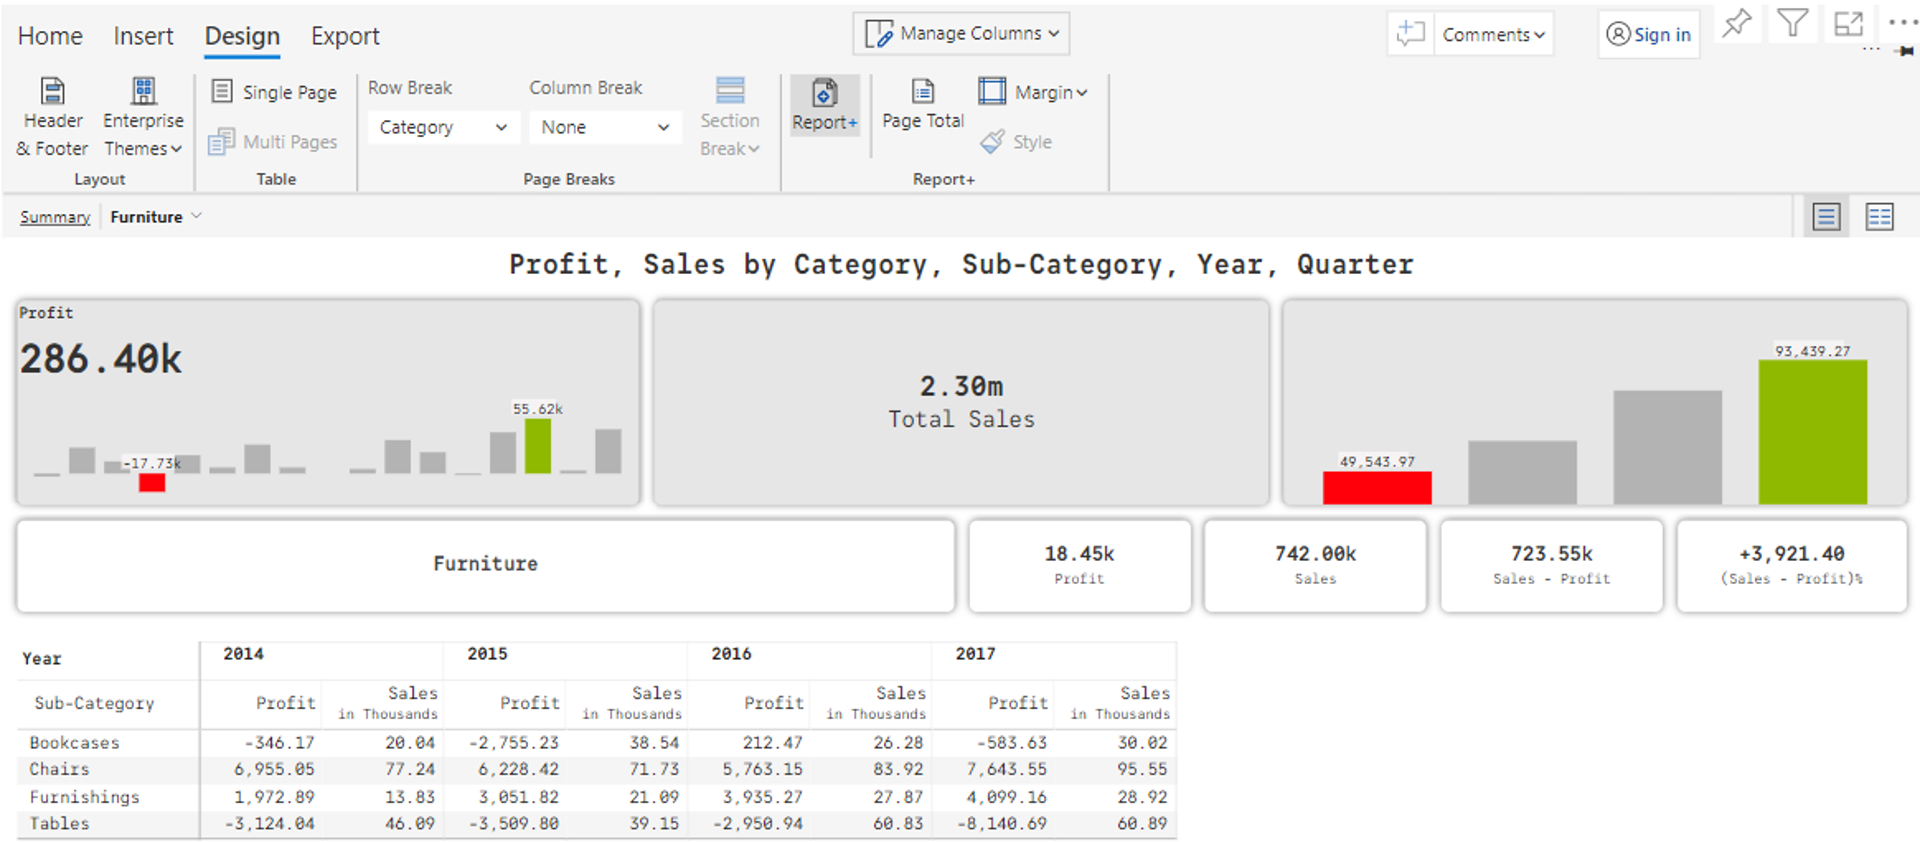 Home Insert Design Export Manage Columns Comments Sign in
Header & Footer Enterprise Themes Single Page Multi Pages Row Break Category Column Break None Section Break Report+ Page Total Margin Style
Layout Table Page Breaks Report+
Summary Furniture
Profit, Sales by Category, Sub-Category, Year, Quarter
Profit
286.40k
55.62k
-17.73k
2.30m
Total Sales
93,439.27
49,543.97
Furniture
18.45k
Profit
742.00k
Sales
723.55k
Sales - Profit
+3,921.40
(Sales - Profit)%
Year 2014 2015 2016 2017
Sub-Category Profit Sales in Thousands Profit Sales in Thousands Profit Sales in Thousands Profit Sales in Thousands
Bookcases -346.17 20.04 -2,755.23 38.54 212.47 26.28 -583.63 30.02
Chairs 6,955.05 77.24 6,228.42 71.73 5,763.15 83.92 7,643.55 95.55
Furnishings 1,972.89 13.83 3,051.82 21.09 3,935.27 27.87 4,099.16 28.92
Tables -3,124.04 46.09 -3,509.80 39.15 -2,950.94 60.83 -8,140.69 60.89